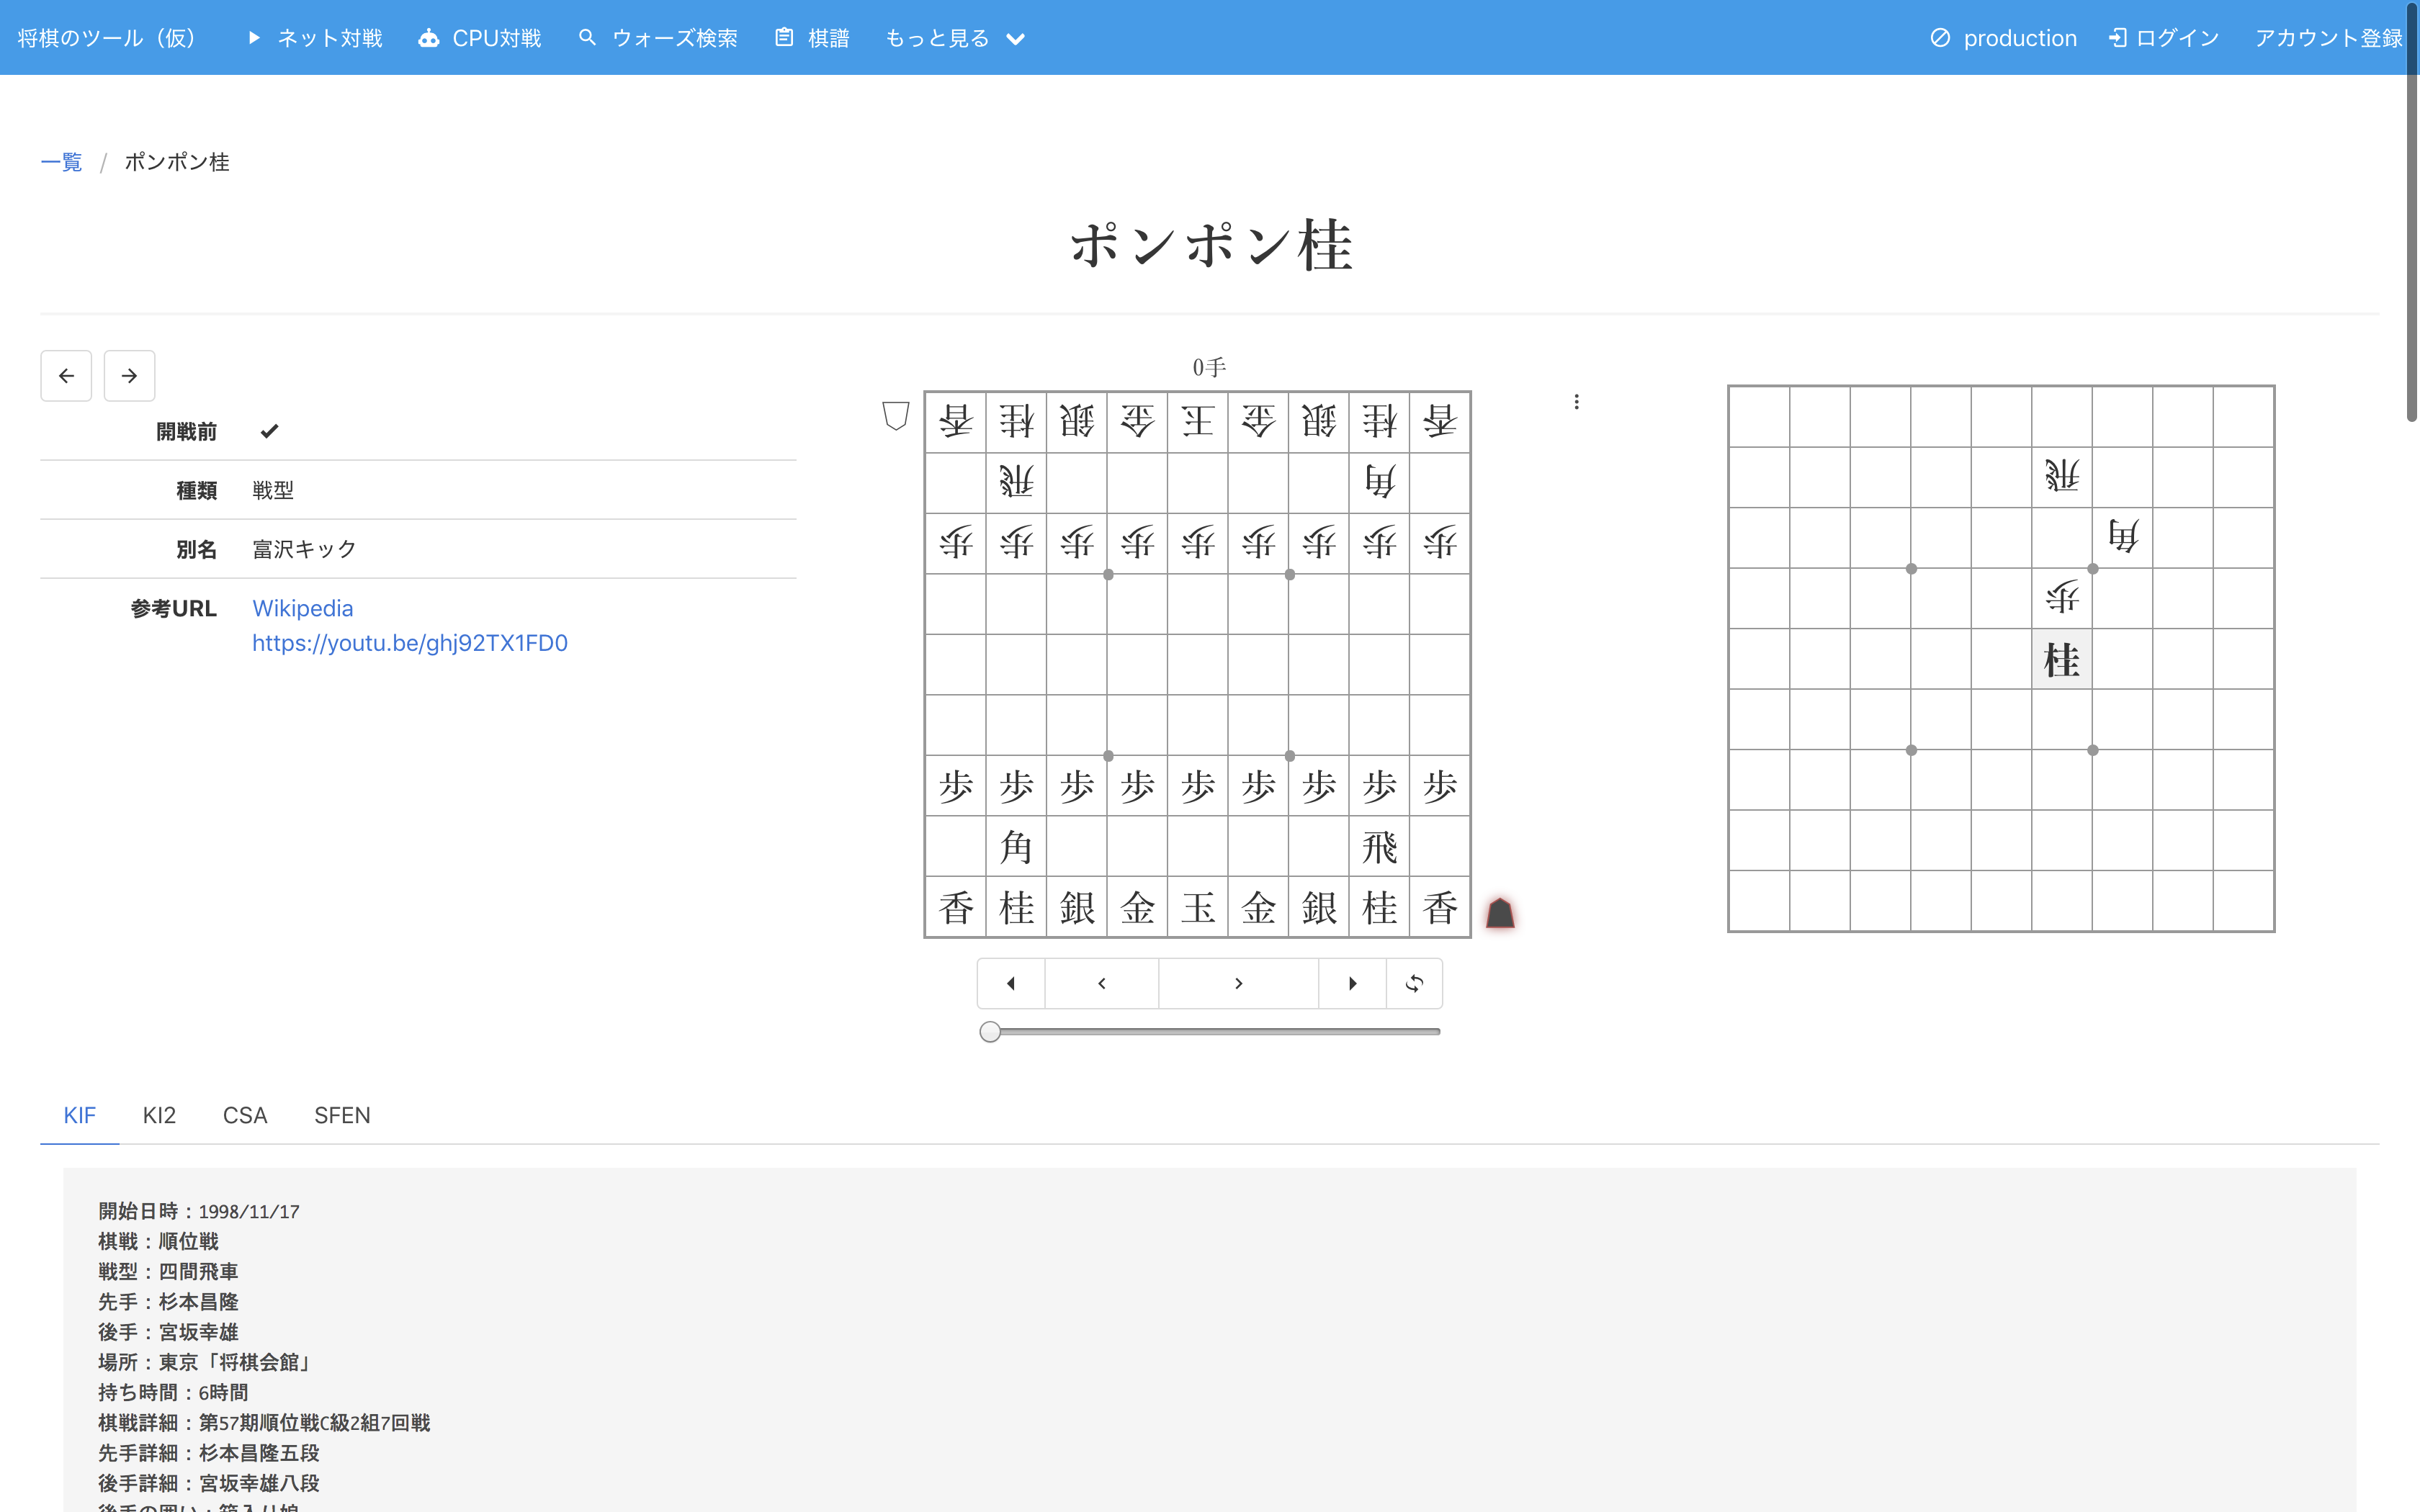 将棋のツール（仮） ネット対戦 CPU対戦 ウォーズ検索 棋譜 もっと見る production ログイン アカウント登録
一覧 / ポンポン桂
ポンポン桂
開戦前
種類 戦型
別名 富沢キック
参考URL Wikipedia
https://youtu.be/ghj92TX1FD0
0手
香桂銀金王金銀桂香
飛角
歩歩歩歩歩歩歩歩歩
歩歩歩歩歩歩歩歩歩
角飛
香桂銀金玉金銀桂香
飛
角
歩
桂
KIF KI2 CSA SFEN
開始日時：1998/11/17
棋戦：順位戦
戦型：四間飛車
先手：杉本昌隆
後手：宮坂幸雄
場所：東京「将棋会館」
持ち時間：6時間
棋戦詳細：第57期順位戦C級2組7回戦
先手詳細：杉本昌隆五段
後手詳細：宮坂幸雄八段
後手の囲い：箱入り娘